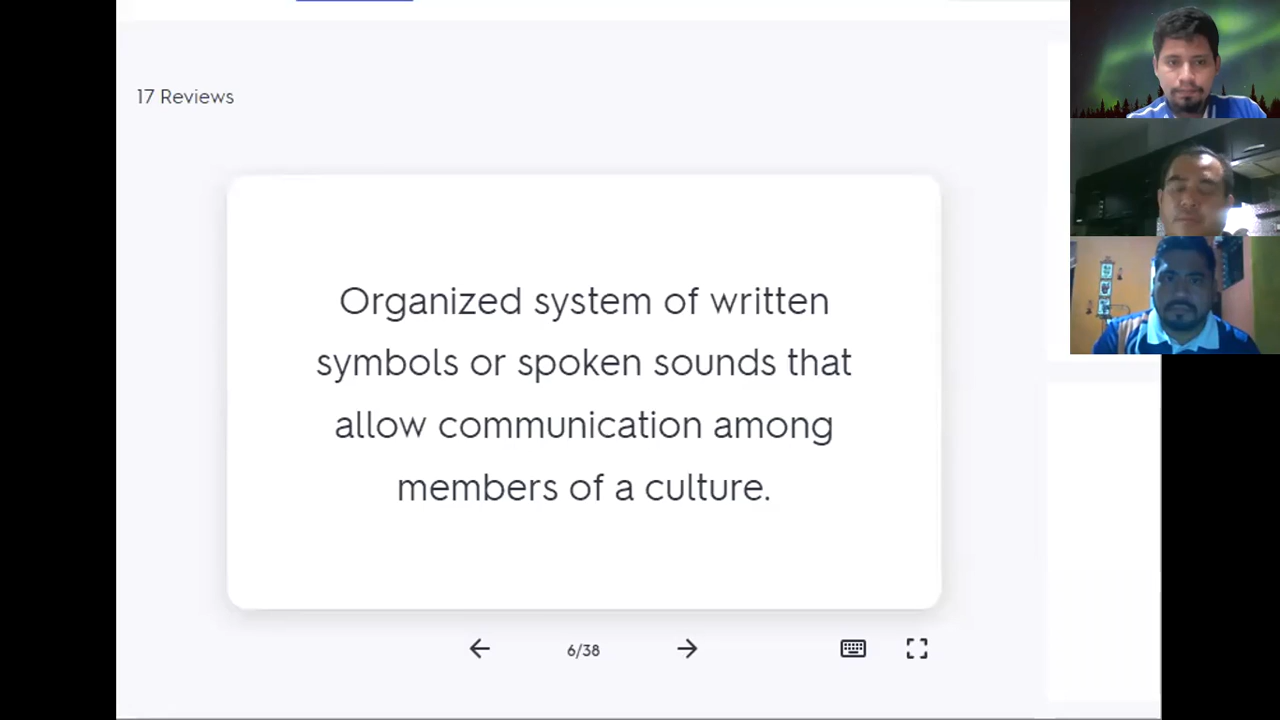 17 Reviews
Organized system of written
symbols or spoken sounds that
allow communication among
members of a culture.
6/38